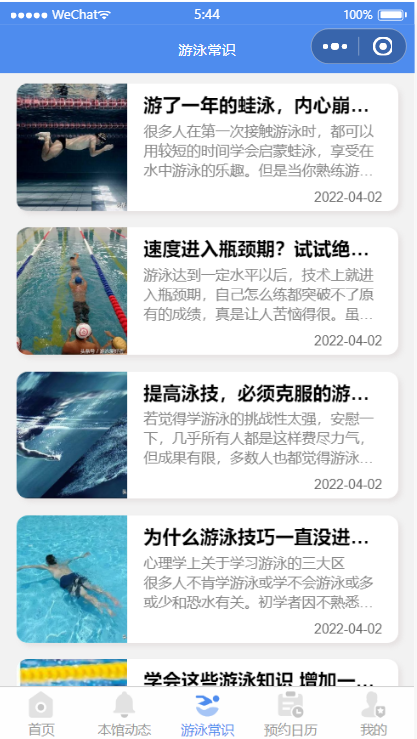 WeChat
5:44
100%
游泳常识
游了一年的蛙泳，内心崩...
很多人在第一次接触游泳时，都可以
用较短的时间学会启蒙蛙泳，享受在
水中游泳的乐趣。但是当你熟练游...
2022-04-02
速度进入瓶颈期？试试绝...
游泳达到一定水平以后，技术上就进
入瓶颈期，自己怎么练都突破不了原
有的成绩，真是让人苦恼得很。虽...
2022-04-02
提高泳技，必须克服的游...
若觉得学游泳的挑战性太强，安慰一
下，几乎所有人都是这样费尽力气，
但成果有限，多数人也都觉得游泳...
2022-04-02
为什么游泳技巧一直没进...
心理学上关于学习游泳的三大区
很多人不肯学游泳或学不会游泳或多
或少和恐水有关。初学者因不熟悉...
2022-04-02
学会这些游泳知识 增加一...
首页
本馆动态
游泳常识
预约日历
我的